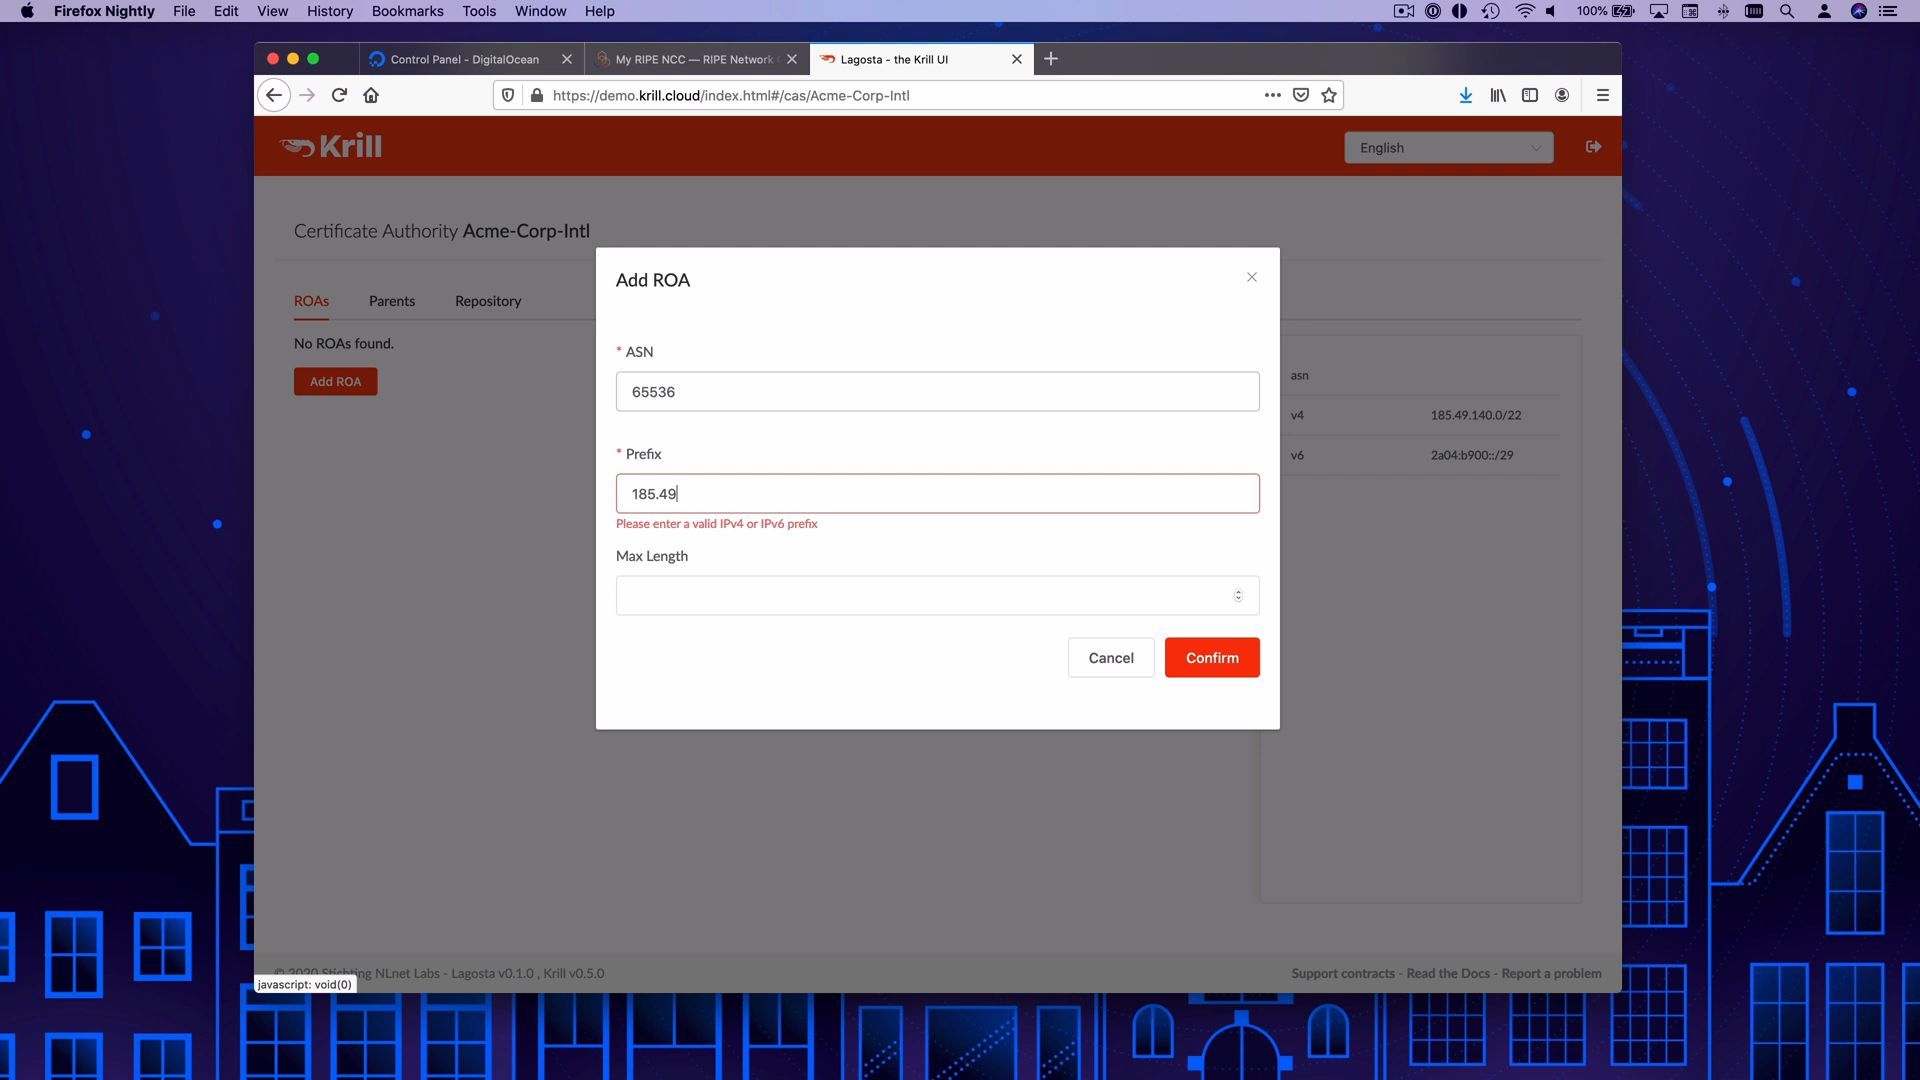 Firefox Nightly File Edit View History Bookmarks Tools Window Help 100%
Control Panel - DigitalOcean
My RIPE NCC — RIPE Network
Lagosta - the Krill UI
https://demo.krill.cloud/index.html#/cas/Acme-Corp-Intl
Krill
English
Certificate Authority Acme-Corp-Intl
ROAs Parents Repository
No ROAs found.
Add ROA
Add ROA
* ASN
65536
* Prefix
185.49
Please enter a valid IPv4 or IPv6 prefix
Max Length
Cancel
Confirm
asn
v4 185.49.140.0/22
v6 2a04:b900::/29
© 2020 Stichting NLnet Labs - Lagosta v0.1.0 , Krill v0.5.0
Support contracts - Read the Docs - Report a problem
javascript: void(0)